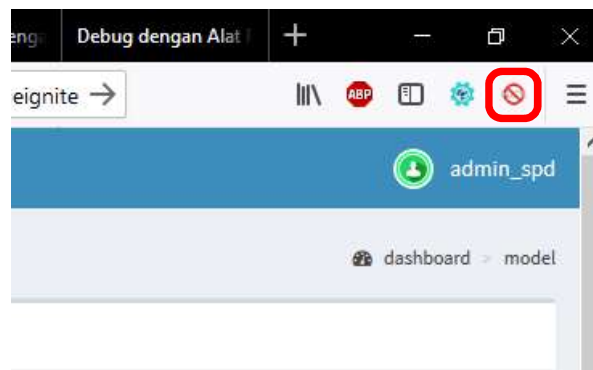 Debug dengan Alat
eignite
ABP
admin_spd
dashboard > model